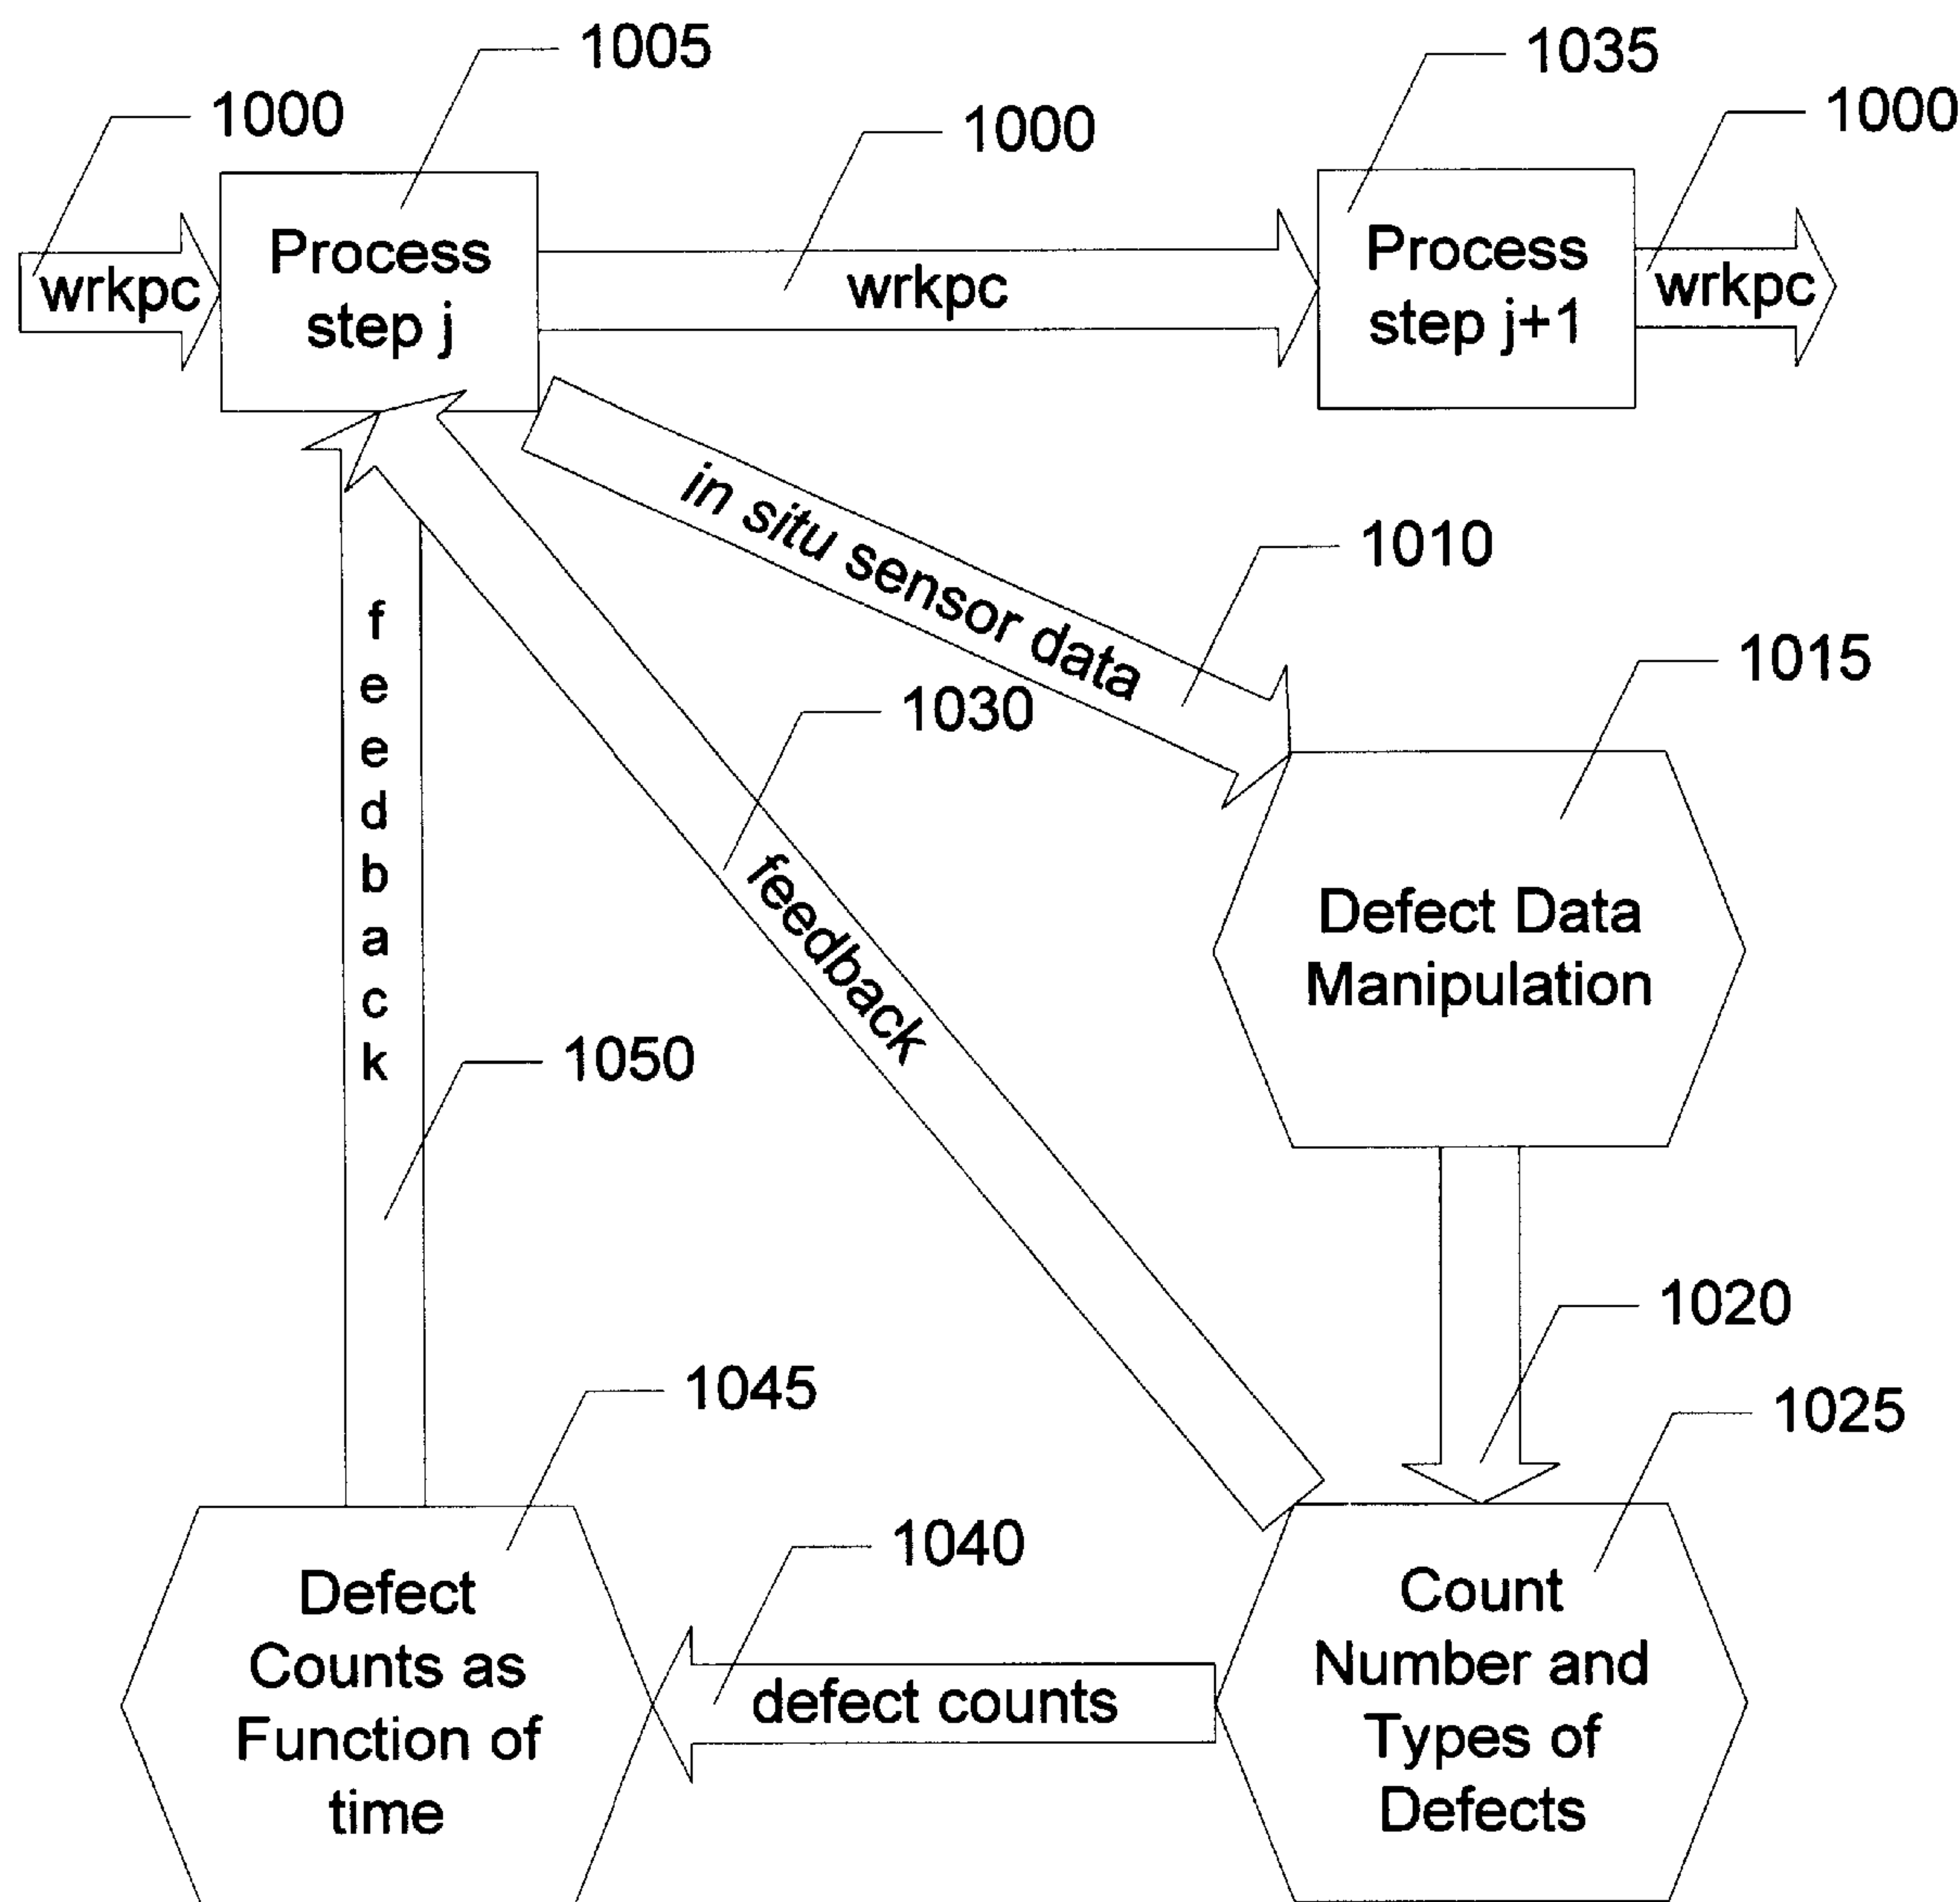 1005
1035
1000
1000
1000
wrkpc
Process
step j
wrkpc
Process
step j+1
wrkpc
in situ sensor data
1010
1015
1030
feedback
feedback
Defect Data
Manipulation
1050
1020
1045
1025
1040
Defect
Counts as
Function of
time
defect counts
Count
Number and
Types of
Defects